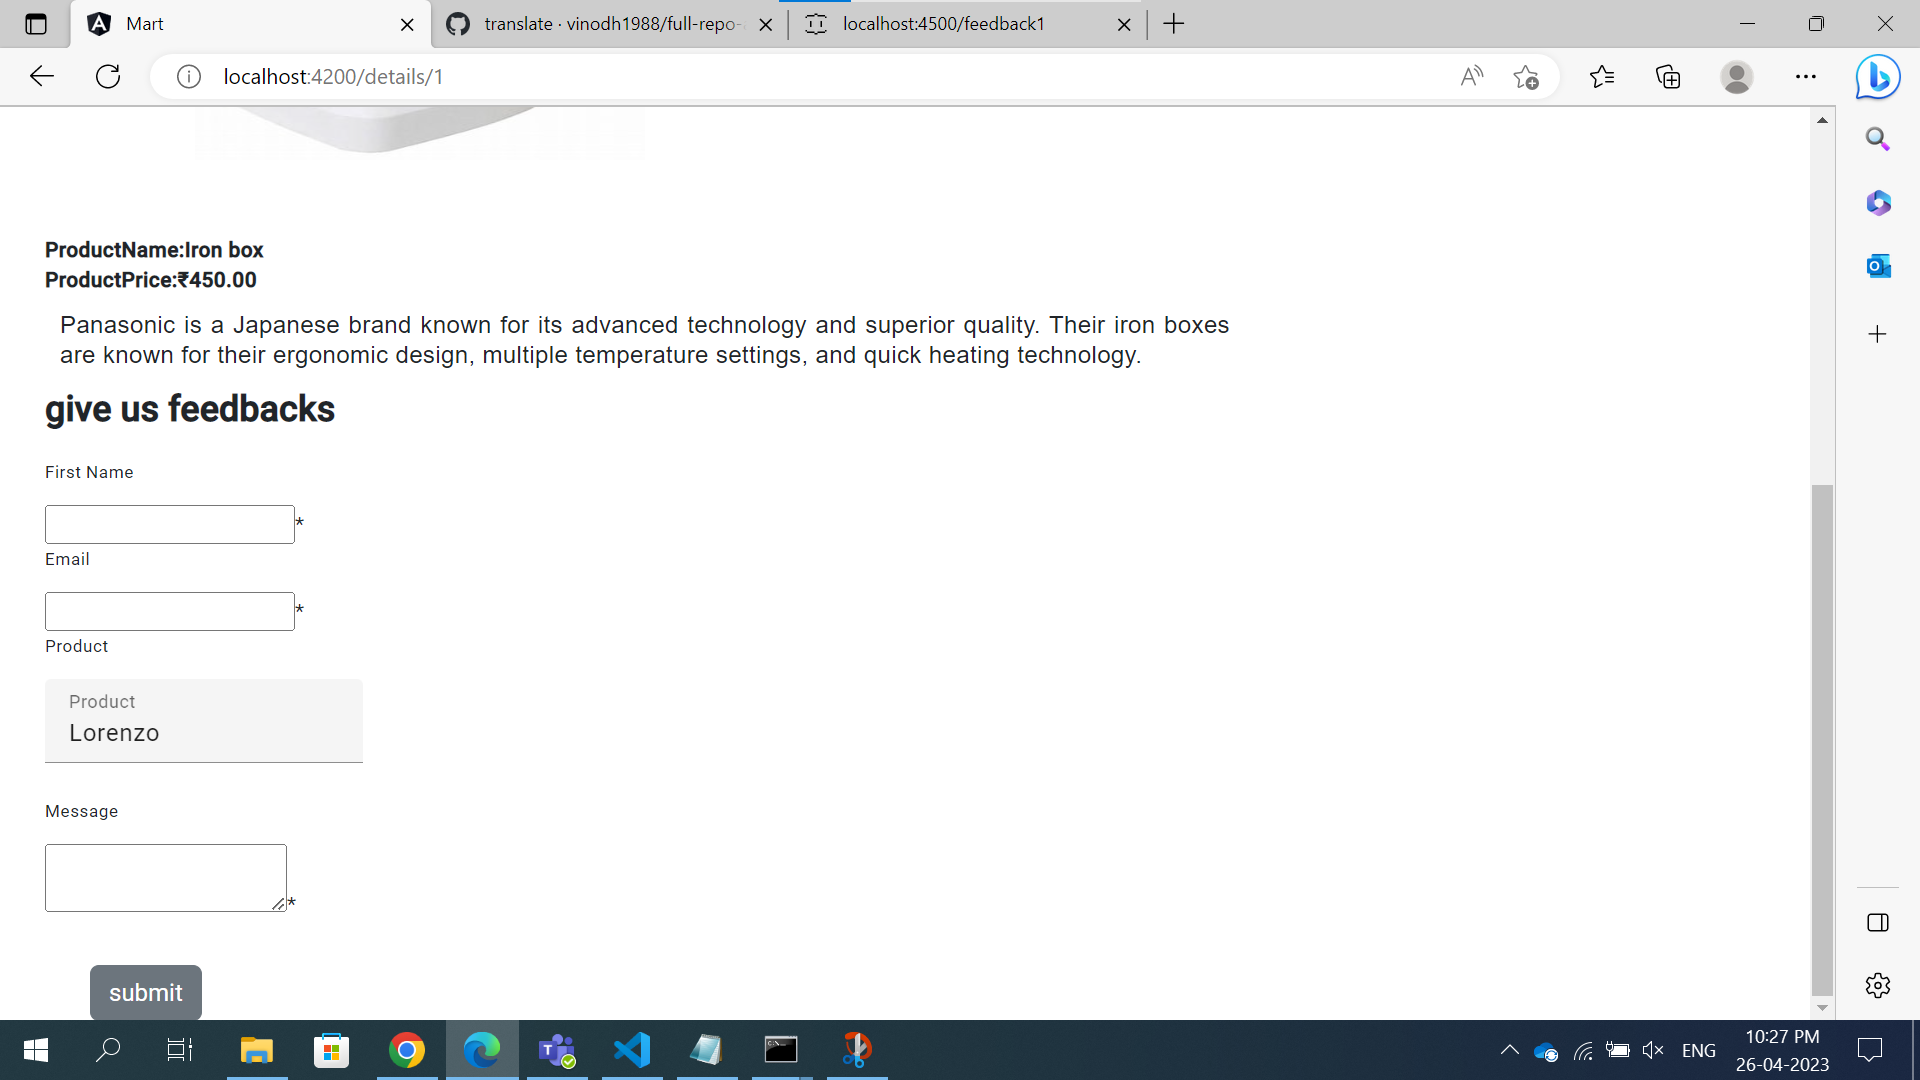 Mart
translate · vinodh1988/full-repo-
localhost:4500/feedback1
localhost:4200/details/1
ProductName:Iron box
ProductPrice:₹450.00
Panasonic is a Japanese brand known for its advanced technology and superior quality. Their iron boxes
are known for their ergonomic design, multiple temperature settings, and quick heating technology.
give us feedbacks
First Name
*
Email
*
Product
Product
Lorenzo
Message
*
submit
ENG
10:27 PM
26-04-2023